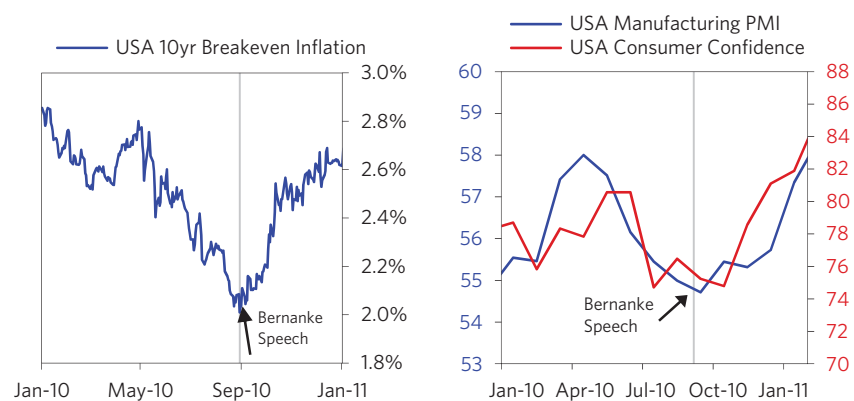 USA 10yr Breakeven Inflation
3.0%
2.8%
2.6%
2.4%
2.2%
2.0%
1.8%
Bernanke
Speech
Jan-10 May-10 Sep-10 Jan-11
USA Manufacturing PMI
USA Consumer Confidence
60
59
58
57
56
55
54
53
88
86
84
82
80
78
76
74
72
70
Bernanke
Speech
Jan-10 Apr-10 Jul-10 Oct-10 Jan-11